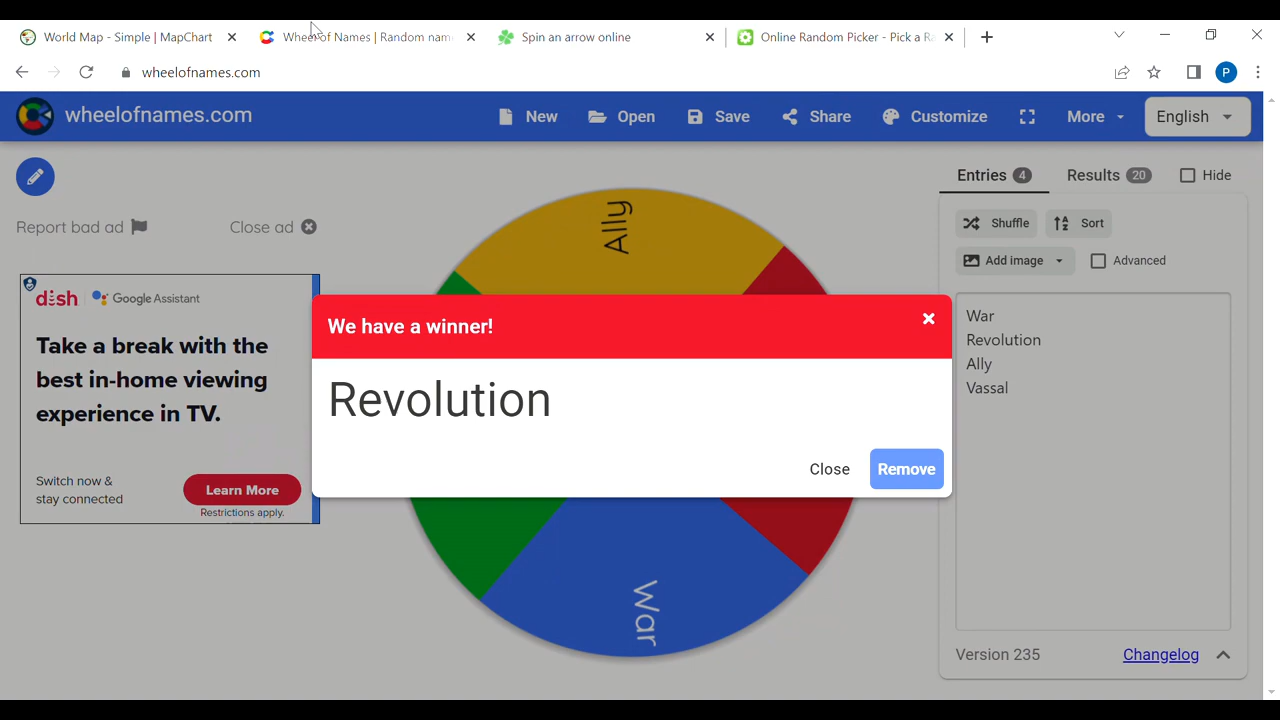 World Map - Simple | MapChart
Wheel of Names | Random nam
Spin an arrow online
Online Random Picker - Pick a Ra
wheelofnames.com
P
wheelofnames.com
New
Open
Save
Share
Customize
More
English
Report bad ad
Close ad
dish
Google Assistant
Take a break with the
best in-home viewing
experience in TV.
Switch now &
stay connected
Learn More
Restrictions apply.
Ally
War
We have a winner!
Revolution
Close
Remove
Entries 4
Results 20
Hide
Shuffle
Sort
Add image
Advanced
War
Revolution
Ally
Vassal
Version 235
Changelog